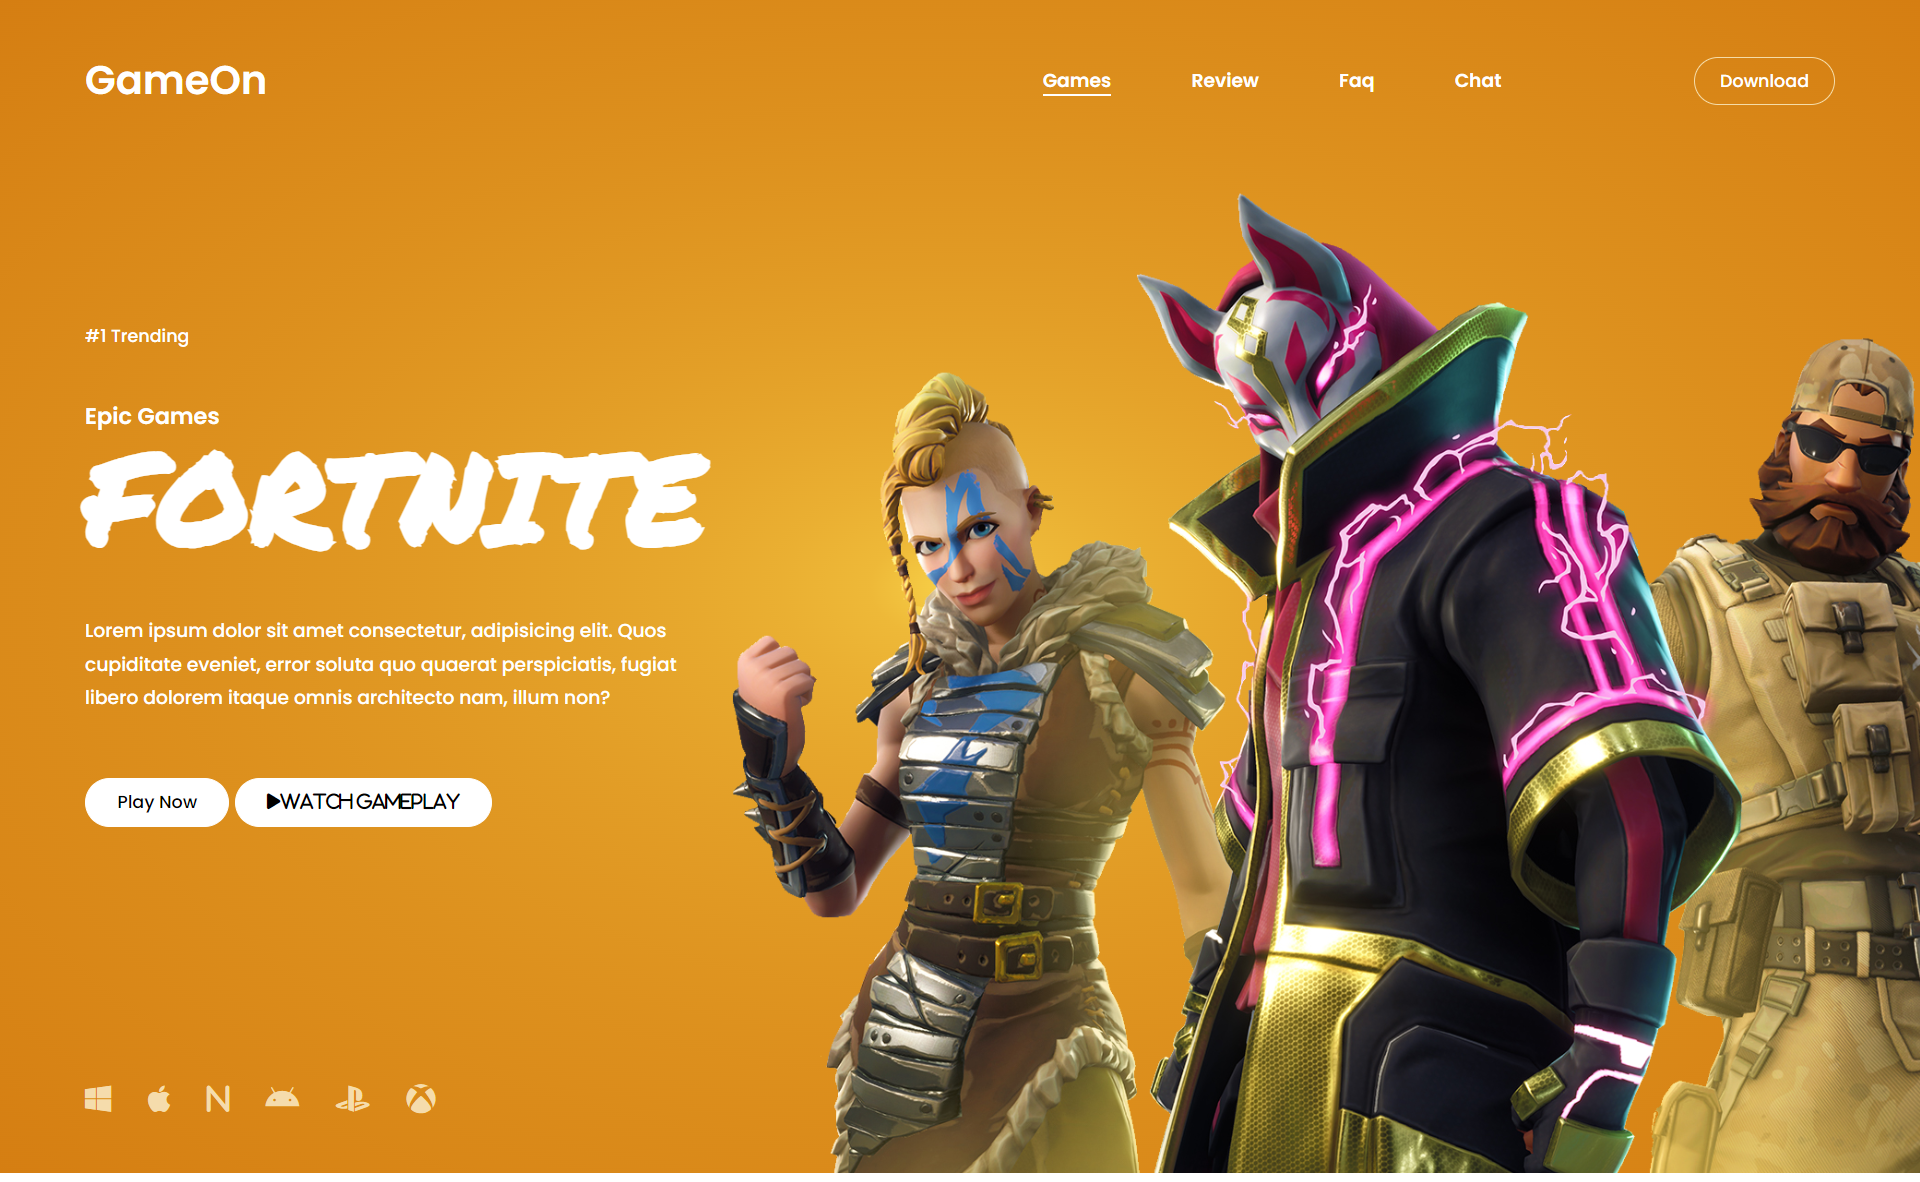 GameOn
Games Review Faq Chat Download
#1 Trending
Epic Games
FORTNITE
Lorem ipsum dolor sit amet consectetur, adipisicing elit. Quos
cupiditate eveniet, error soluta quo quaerat perspiciatis, fugiat
libero dolorem itaque omnis architecto nam, illum non?
Play Now WATCH GAMEPLAY